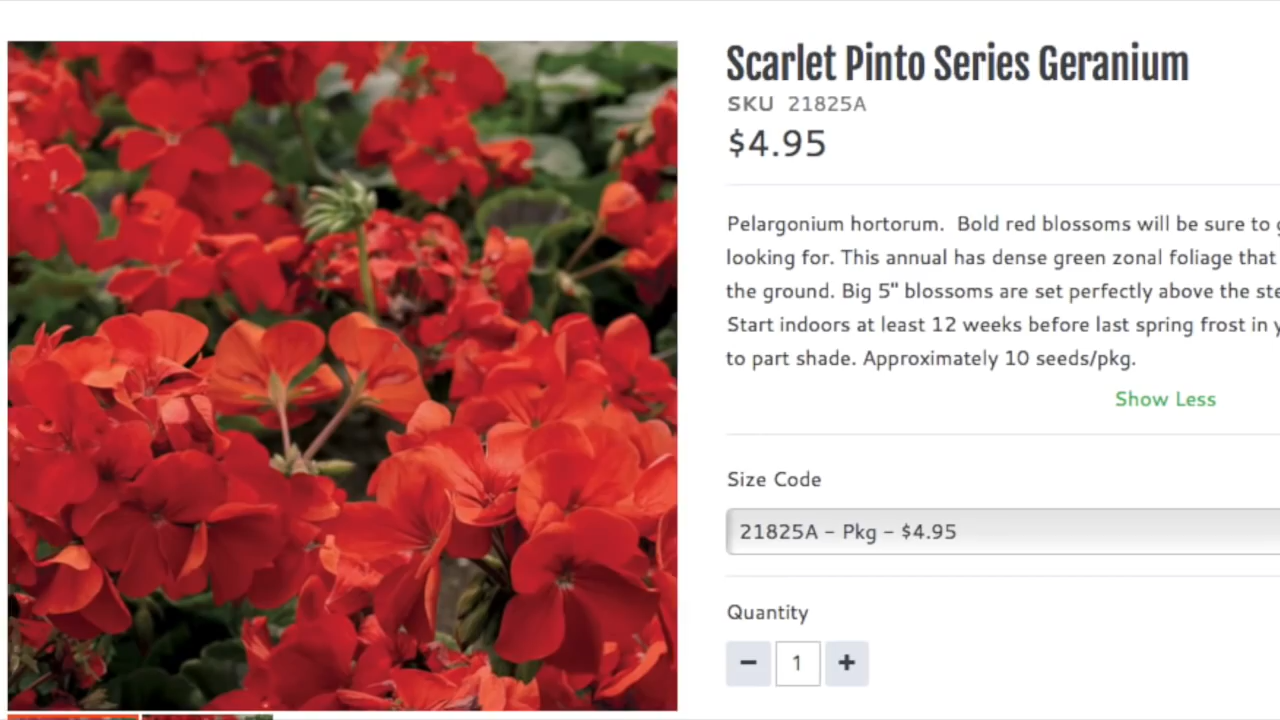 Scarlet Pinto Series Geranium
SKU 21825A
$4.95
Pelargonium hortorum. Bold red blossoms will be sure to
looking for. This annual has dense green zonal foliage that
the ground. Big 5" blossoms are set perfectly above the
Start indoors at least 12 weeks before last spring frost in
to part shade. Approximately 10 seeds/pkg.
Show Less
Size Code
21825A - Pkg - $4.95
Quantity
- 1 +